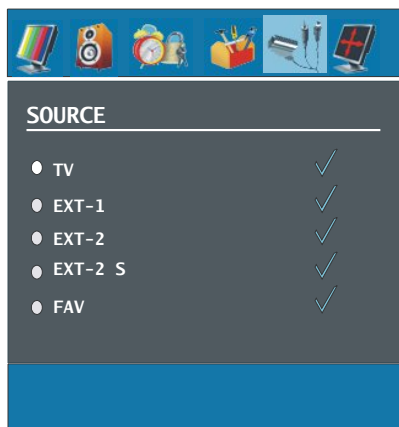 SOURCE
TV
EXT-1
EXT-2
EXT-2 S
FAV